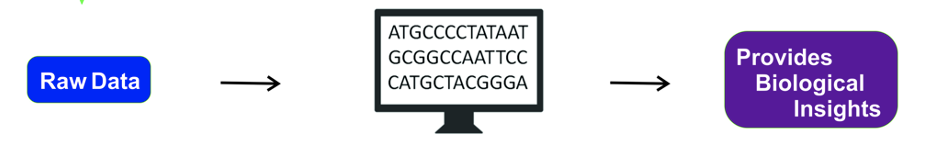 Raw Data
ATGCCCCTATAAT
GCGGCCAATTCC
CATGCTACGGGA
Provides
Biological
Insights